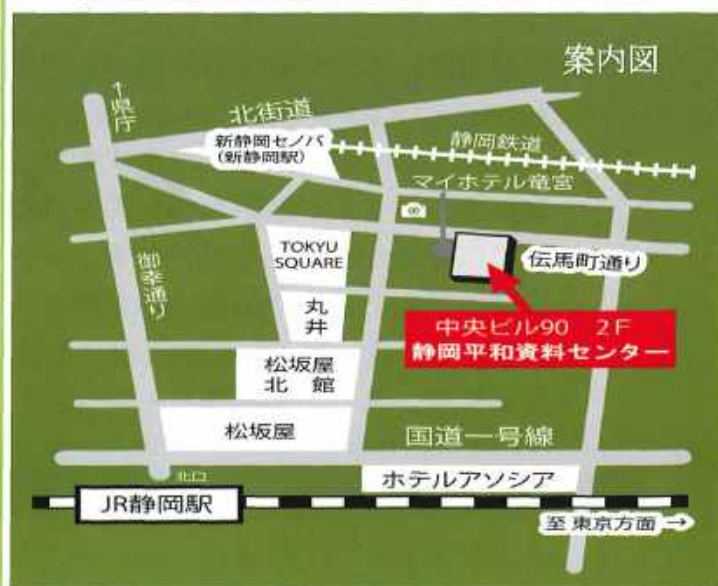 案内図
↑県庁
北街道
新静岡セノバ
(新静岡駅)
静岡鉄道
マイホテル竜宮
TOKYU
SQUARE
伝馬町通り
御幸通り
丸
井
中央ビル90 2F
静岡平和資料センター
松坂屋
北 館
松坂屋
国道一号線
北口
ホテルアソシア
JR静岡駅
至 東京方面 →